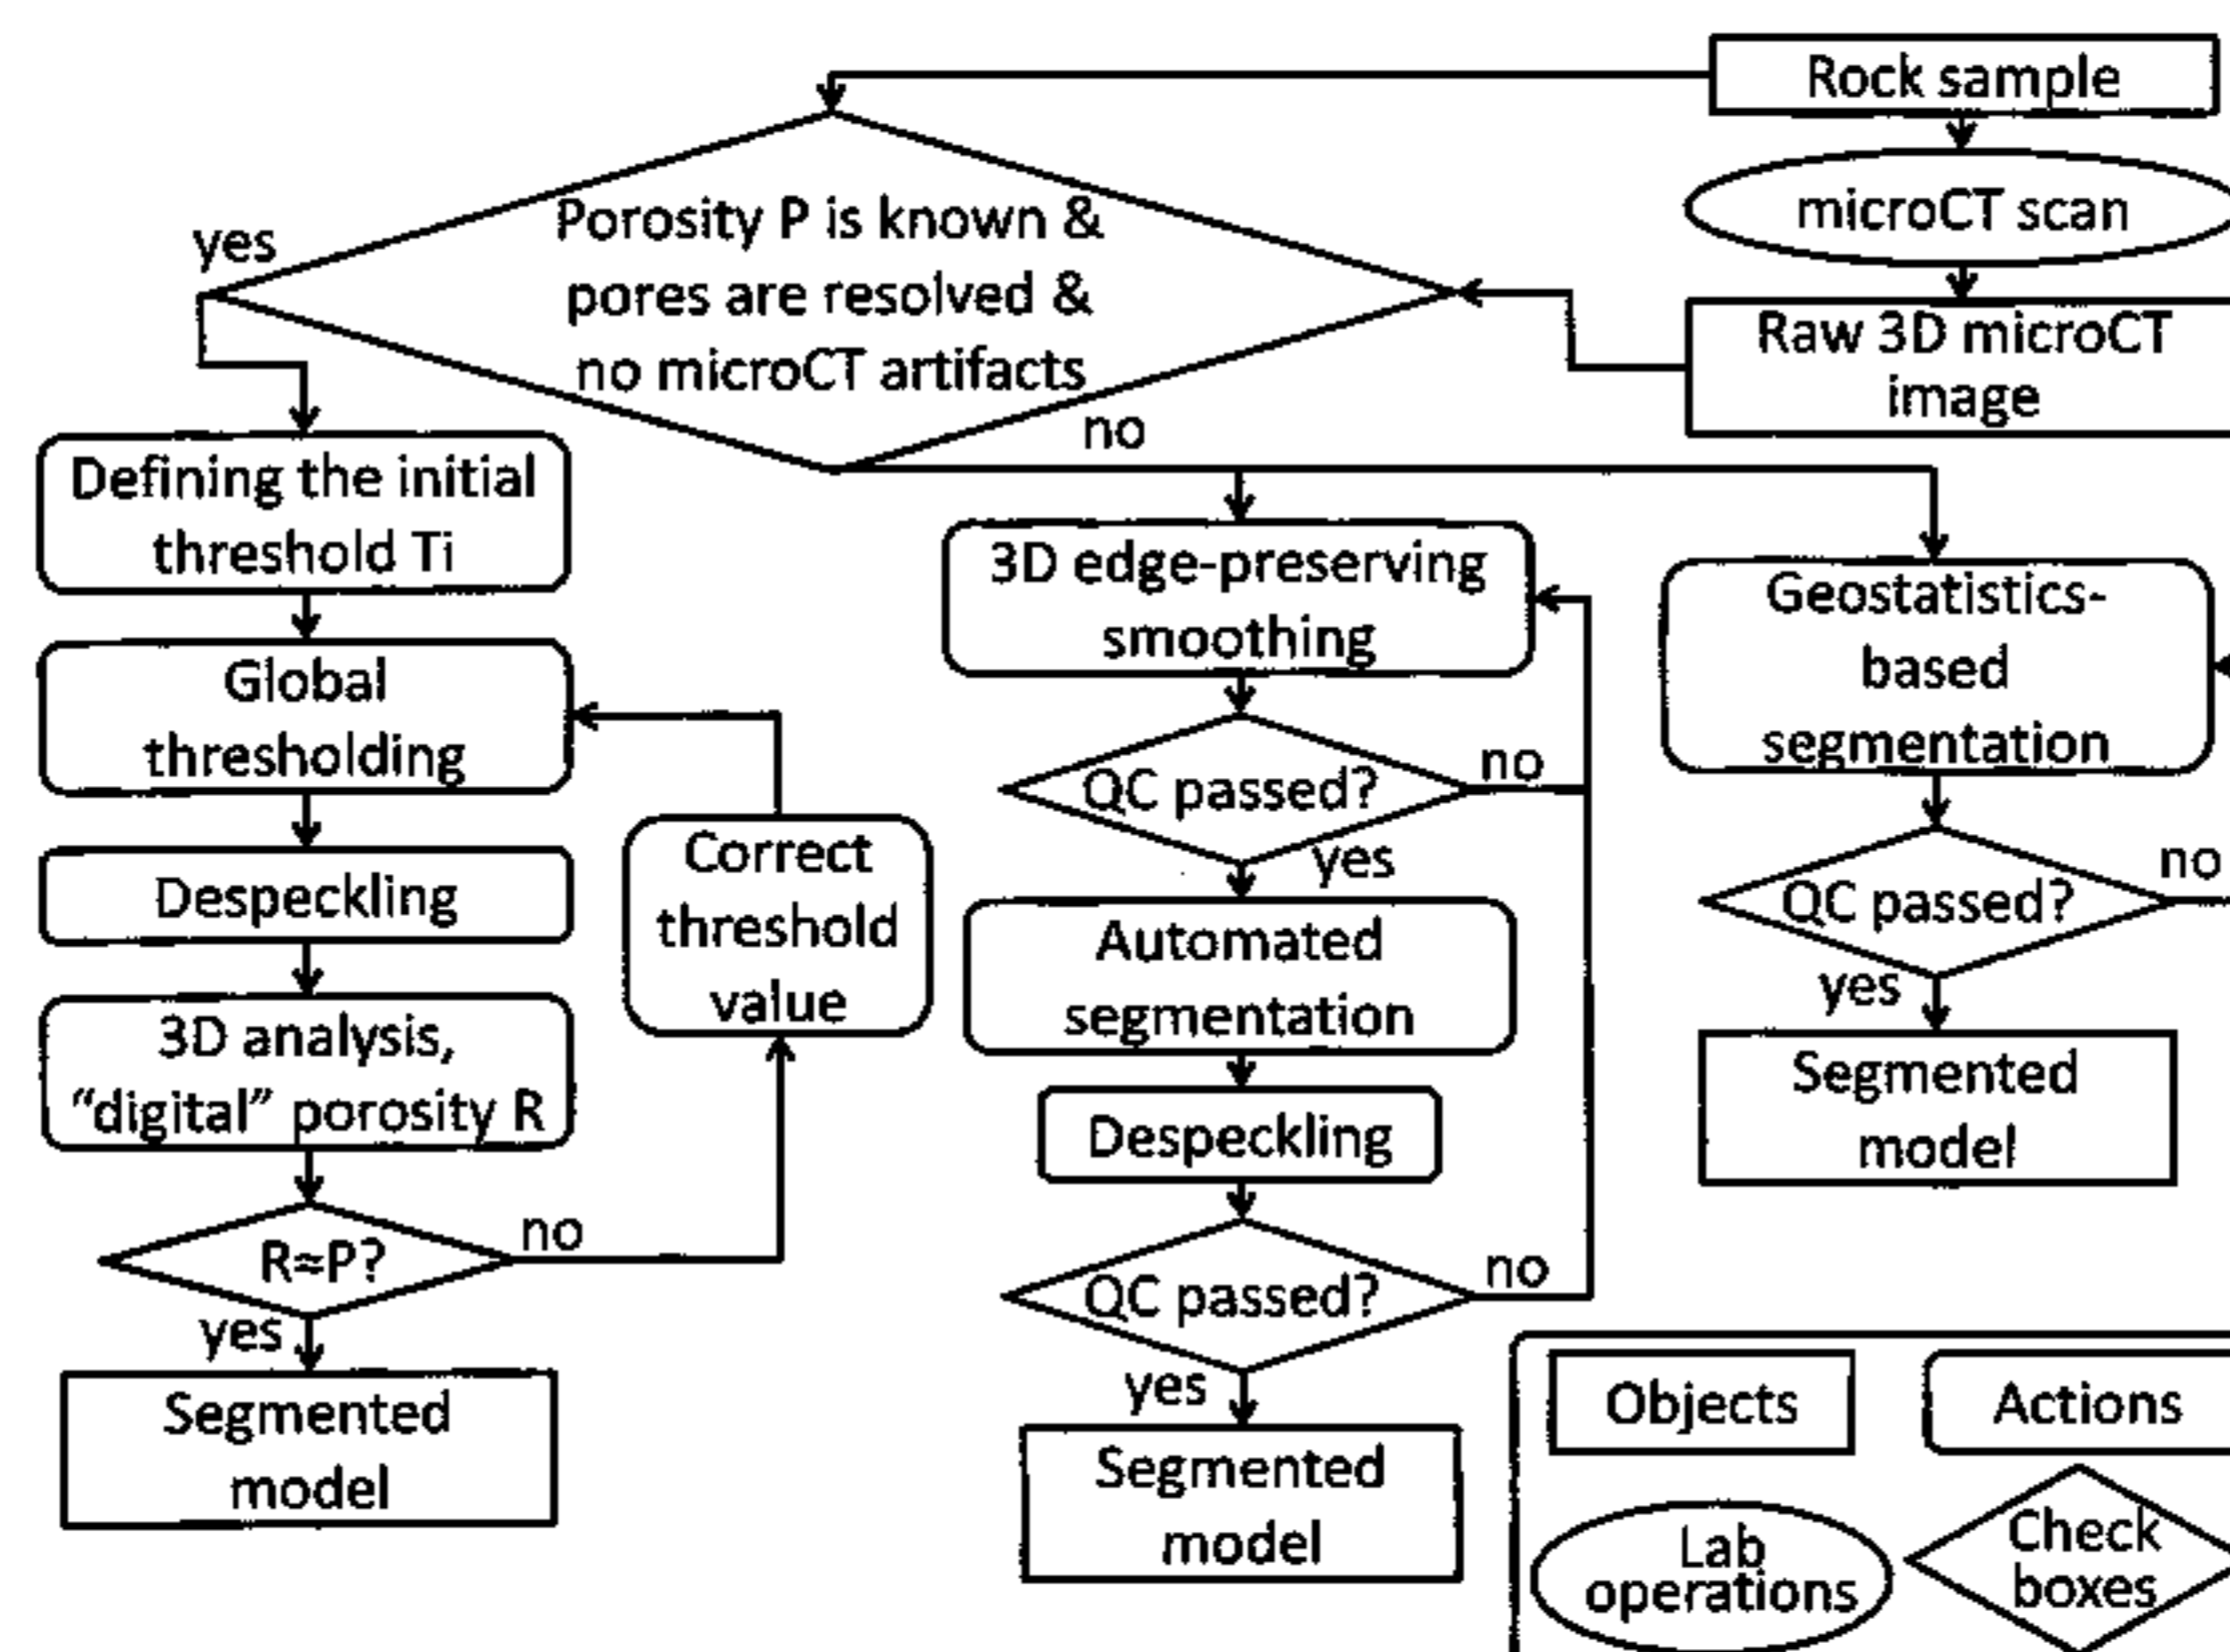 Rock sample
microCT scan
Raw 3D microCT
image
Porosity P is known &
pores are resolved &
no microCT artifacts
yes
no
Defining the initial
threshold Ti
Global
thresholding
Despeckling
3D analysis,
“digital” porosity R
R≈P?
no
Correct
threshold
value
yes
Segmented
model
3D edge-preserving
smoothing
QC passed?
no
yes
Automated
segmentation
Despeckling
QC passed?
no
yes
Segmented
model
Geostatistics-
based
segmentation
QC passed?
no
yes
Segmented
model
Objects
Actions
Lab
operations
Check
boxes